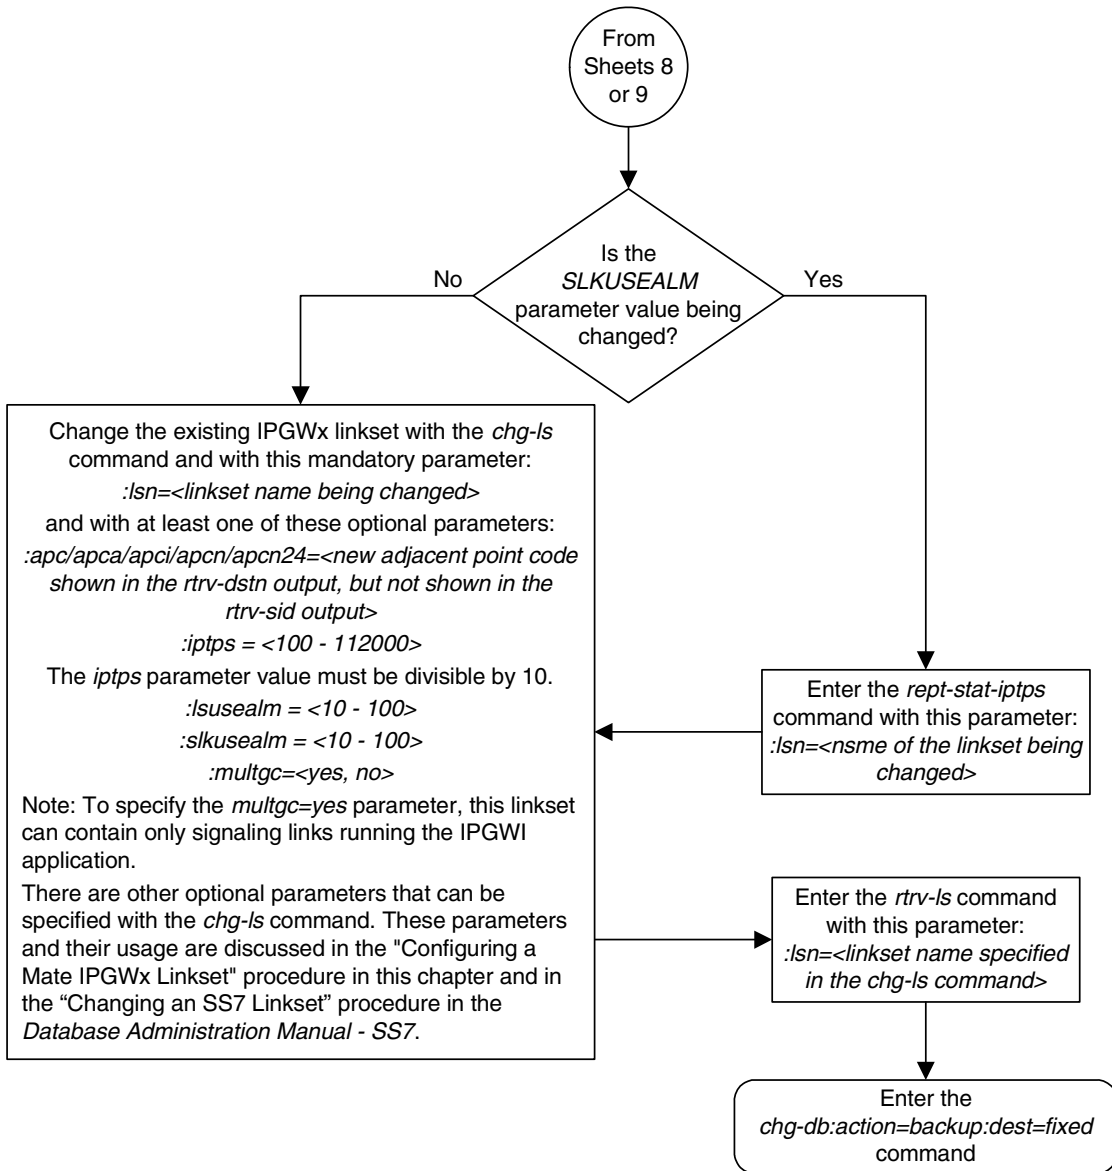 From
Sheets 8
or 9
Is the
SLKUSEALM
parameter value being
changed?
No
Yes
Change the existing IPGWx linkset with the chg-ls
command and with this mandatory parameter:
:lsn=<linkset name being changed>
and with at least one of these optional parameters:
:apc/apca/apci/apcn/apcn24=<new adjacent point code
shown in the rtrv-dstn output, but not shown in the
rtrv-sid output>
:iptps = <100 - 112000>
The iptps parameter value must be divisible by 10.
:lsusealm = <10 - 100>
:slkusealm = <10 - 100>
:multgc=<yes, no>
Note: To specify the multgc=yes parameter, this linkset
can contain only signaling links running the IPGWI
application.
There are other optional parameters that can be
specified with the chg-ls command. These parameters
and their usage are discussed in the "Configuring a
Mate IPGWx Linkset" procedure in this chapter and in
the “Changing an SS7 Linkset” procedure in the
Database Administration Manual - SS7.
Enter the rept-stat-iptps
command with this parameter:
:lsn=<nsme of the linkset being
changed>
Enter the rtrv-ls command
with this parameter:
:lsn=<linkset name specified
in the chg-ls command>
Enter the
chg-db:action=backup:dest=fixed
command